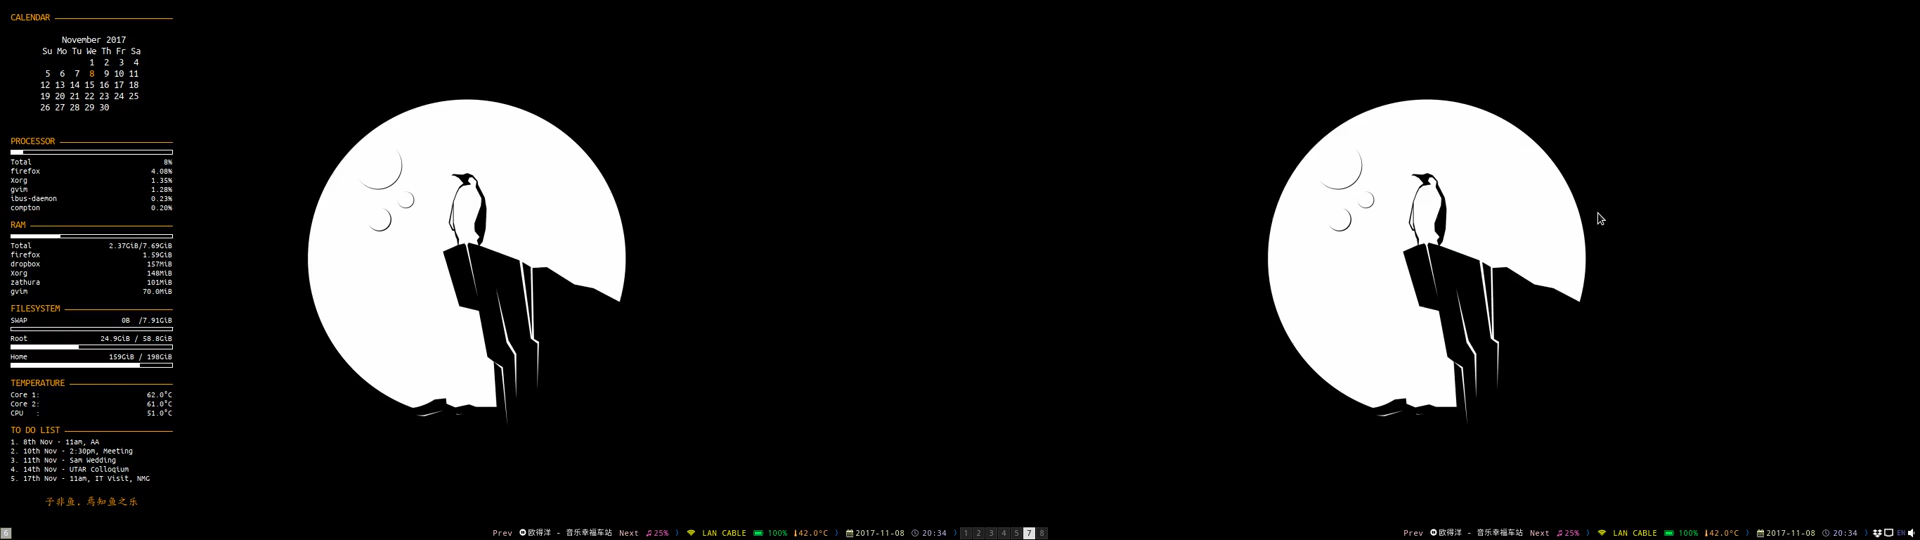 CALENDAR
November 2017
Su Mo Tu We Th Fr Sa
1 2 3 4
5 6 7 8 9 10 11
12 13 14 15 16 17 18
19 20 21 22 23 24 25
26 27 28 29 30
PROCESSOR
Total 8%
firefox 4.08%
Xorg 1.35%
gvim 1.28%
ibus-daemon 0.23%
compton 0.20%
RAM
Total 2.37GiB/7.69GiB
firefox 1.59GiB
dropbox 157MiB
Xorg 148MiB
zathura 101MiB
gvim 70.0MiB
FILESYSTEM
SWAP 0B /7.91GiB
Root 24.9GiB / 58.8GiB
Home 159GiB / 198GiB
TEMPERATURE
Core 1: 62.0°C
Core 2: 61.0°C
CPU : 51.0°C
TO DO LIST
1. 8th Nov - 11am, AA
2. 10th Nov - 2:30pm, Meeting
3. 11th Nov - Sam Wedding
4. 14th Nov - UTAR Colloqium
5. 17th Nov - 11am, IT Visit, NMG
子非鱼，焉知鱼之乐
6 Prev 欧得洋 - 音乐幸福车站 Next 25% LAN CABLE 100% 42.0°C 2017-11-08 20:34 1 2 3 4 5 7 8 Prev 欧得洋 - 音乐幸福车站 Next 25% LAN CABLE 100% 42.0°C 2017-11-08 20:34 EN